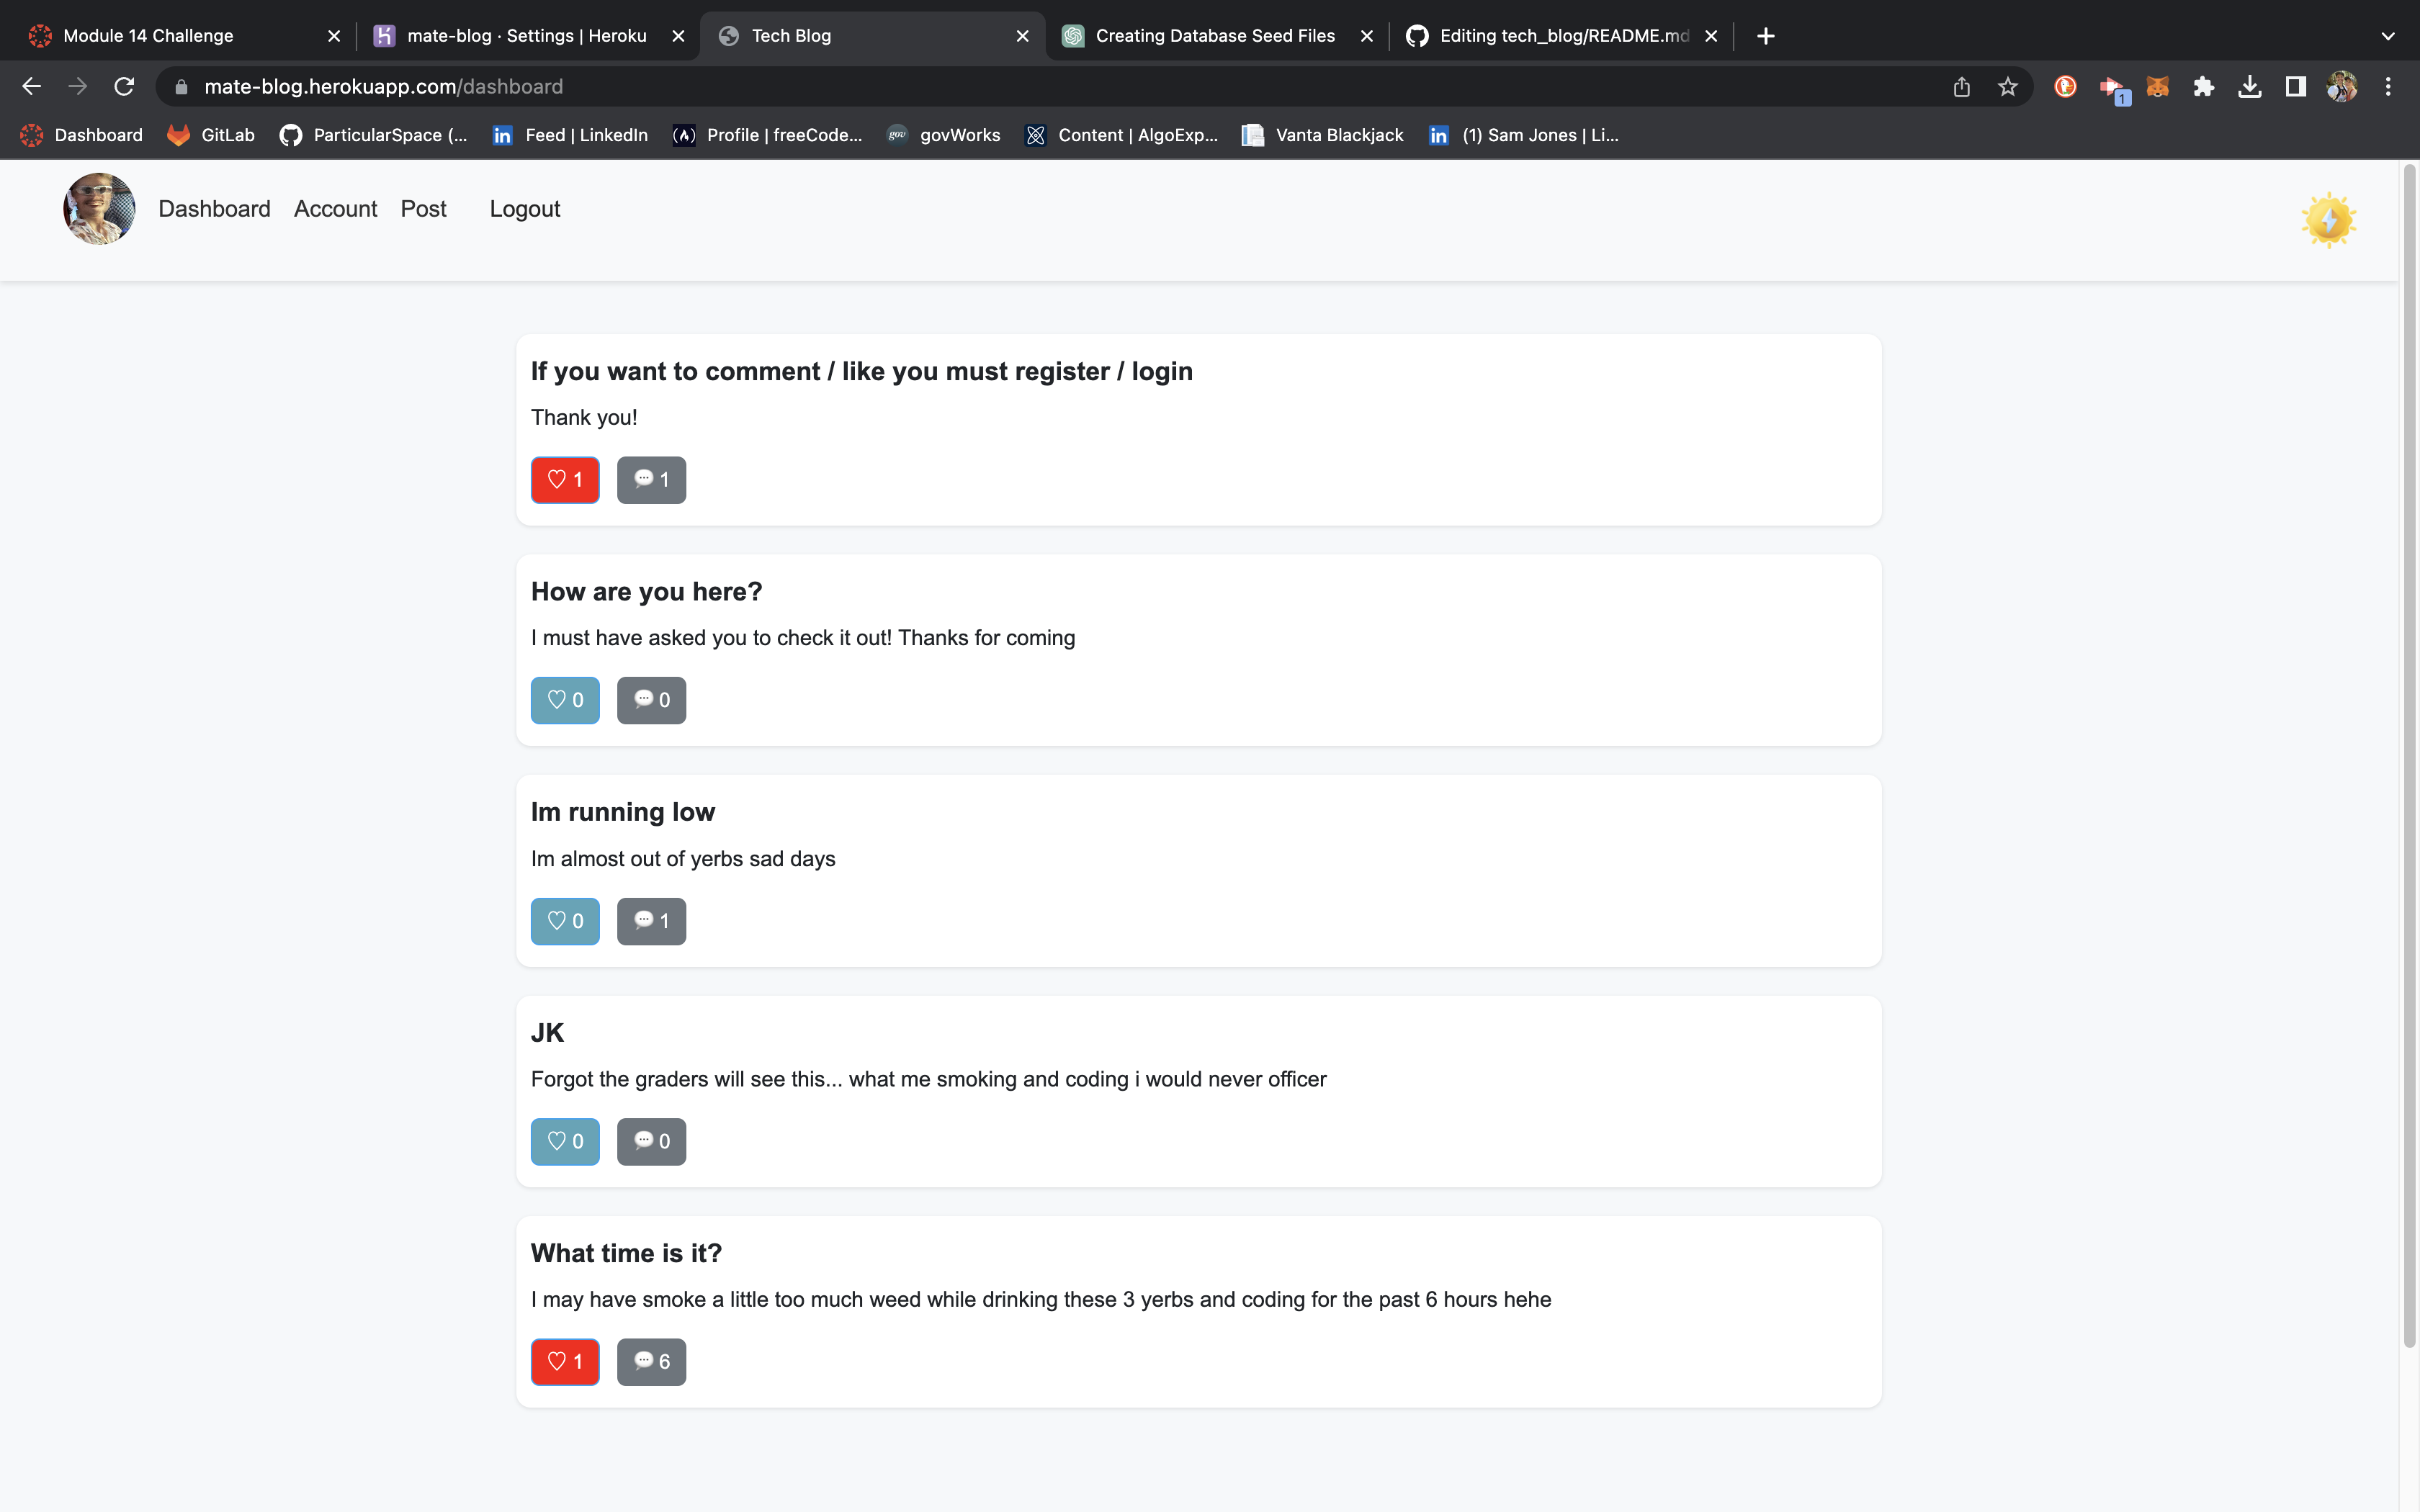 Module 14 Challenge
mate-blog · Settings | Heroku
Tech Blog
Creating Database Seed Files
Editing tech_blog/README.md
mate-blog.herokuapp.com/dashboard
1
Dashboard
GitLab
ParticularSpace (...
Feed | LinkedIn
Profile | freeCode...
gov
govWorks
Content | AlgoExp...
Vanta Blackjack
(1) Sam Jones | Li...
Dashboard
Account
Post
Logout
If you want to comment / like you must register / login
Thank you!
♡ 1
💬 1
How are you here?
I must have asked you to check it out! Thanks for coming
♡ 0
💬 0
Im running low
Im almost out of yerbs sad days
♡ 0
💬 1
JK
Forgot the graders will see this... what me smoking and coding i would never officer
♡ 0
💬 0
What time is it?
I may have smoke a little too much weed while drinking these 3 yerbs and coding for the past 6 hours hehe
♡ 1
💬 6